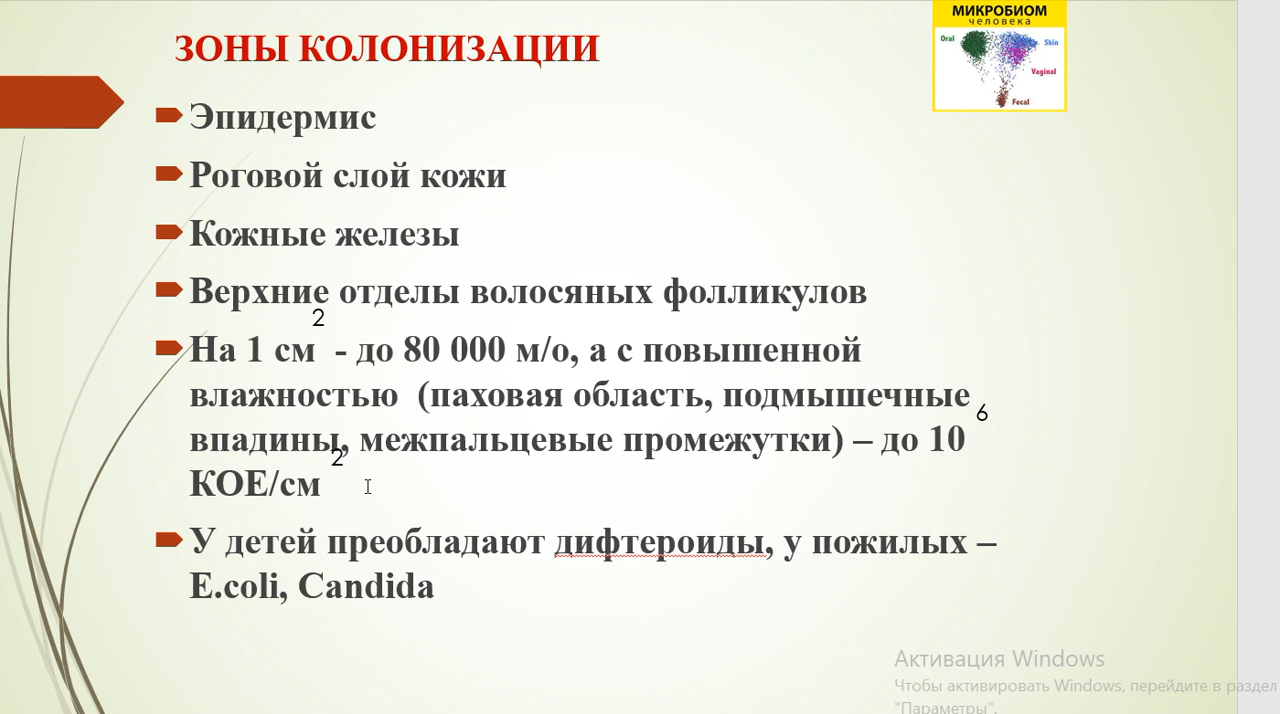 ЗОНЫ КОЛОНИЗАЦИИ
МИКРОБИОМ
человека
Oral
Skin
Vaginal
Fecal
Эпидермис
Роговой слой кожи
Кожные железы
Верхние отделы волосяных фолликулов
На 1 см2 - до 80 000 м/о, а с повышенной
влажностью (паховая область, подмышечные
впадины, межпальцевые промежутки) – до 10 6
КОЕ/см 2
У детей преобладают дифтероиды, у пожилых –
E.coli, Candida
Активация Windows
Чтобы активировать Windows, перейдите в раздел
"Параметры".